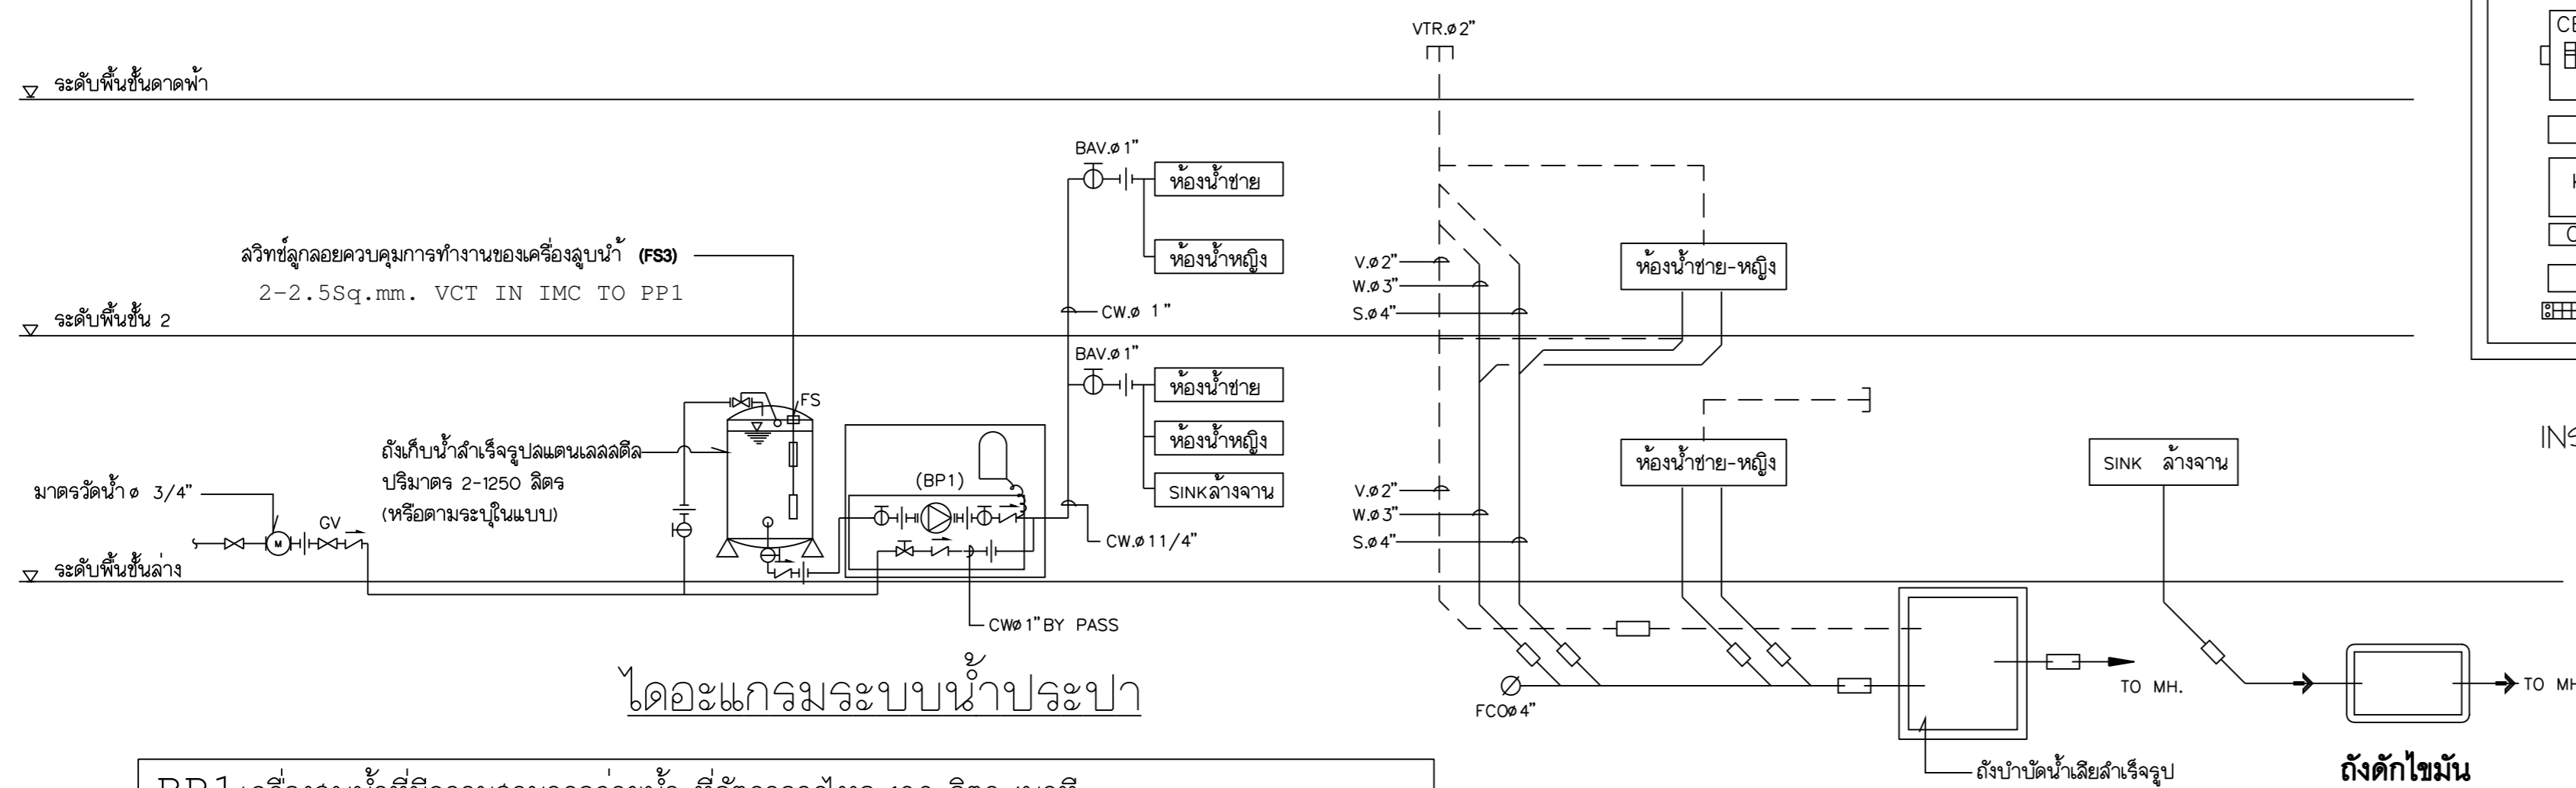 VTR.ø2"
ระดับพื้นชั้นดาดฟ้า
BAV.ø1"
ห้องน้ำชาย
ห้องน้ำหญิง
สวิทช์ลูกลอยควบคุมการทำงานของเครื่องสูบน้ำ (FS3)
2-2.5Sq.mm. VCT IN IMC TO PP1
CW.ø 1"
V.ø2"
W.ø3"
S.ø4"
ห้องน้ำชาย-หญิง
ระดับพื้นชั้น 2
BAV.ø1"
ห้องน้ำชาย
ห้องน้ำหญิง
SINKล้างจาน
FS
ถังเก็บน้ำสำเร็จรูปสแตนเลสสตีล
ปริมาตร 2-1250 ลิตร
(หรือตามระบุในแบบ)
(BP1)
มาตรวัดน้ำø 3/4"
GV
M
CW.ø11/4"
V.ø2"
W.ø3"
S.ø4"
ห้องน้ำชาย-หญิง
SINK ล้างจาน
ระดับพื้นชั้นล่าง
CWø1"BY PASS
ไดอะแกรมระบบน้ำประปา
FCOø4"
TO MH.
TO MH
ถังบำบัดน้ำเสียสำเร็จรูป
ถังดักไขมัน